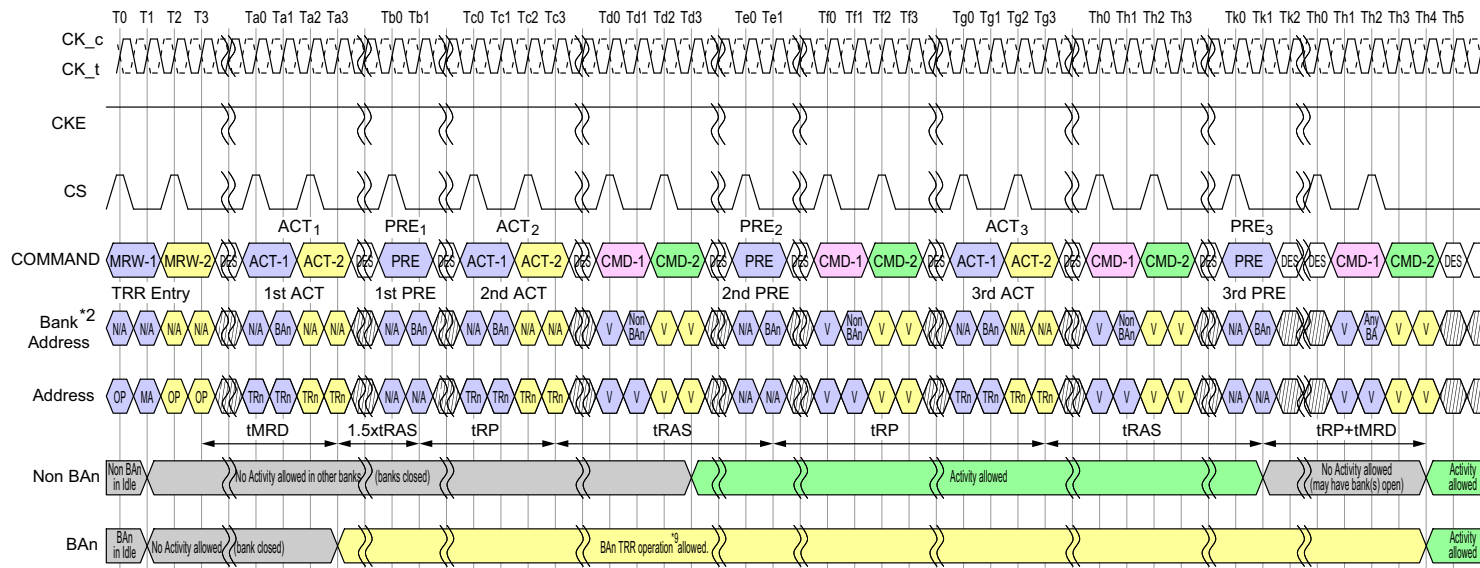 T0 T1 T2 T3 Ta0 Ta1 Ta2 Ta3 Tb0 Tb1 Tc0 Tc1 Tc2 Tc3 Td0 Td1 Td2 Td3 Te0 Te1 Tf0 Tf1 Tf2 Tf3 Tg0 Tg1 Tg2 Tg3 Th0 Th1 Th2 Th3 Tk0 Tk1 Tk2 Th0 Th1 Th2 Th3 Th4 Th5
CK_c
CK_t
CKE
CS
ACT1 PRE1 ACT2 PRE2 ACT3 PRE3
COMMAND MRW-1 MRW-2 DES ACT-1 ACT-2 DES PRE DES ACT-1 ACT-2 DES CMD-1 CMD-2 DES PRE DES CMD-1 CMD-2 DES ACT-1 ACT-2 DES CMD-1 CMD-2 DES PRE DES DES CMD-1 CMD-2 DES
TRR Entry 1st ACT 1st PRE 2nd ACT 2nd PRE 3rd ACT 3rd PRE
Bank*2 Address N/A N/A N/A N/A N/A BAn N/A N/A N/A BAn N/A BAn N/A N/A V Non BAn V V N/A BAn V Non BAn V V N/A BAn N/A N/A V Non BAn V V N/A BAn V Any BA V V
Address OP MA OP OP TRn TRn TRn TRn N/A N/A TRn TRn TRn TRn V V V V N/A N/A V V V V TRn TRn TRn TRn V V V V N/A N/A V V V V
tMRD 1.5xtRAS tRP tRAS tRP tRAS tRP+tMRD
Non BAn Non BAn in Idle No Activity allowed in other banks (banks closed) Activity allowed No Activity allowed (may have bank(s) open) Activity allowed
BAn BAn in Idle No Activity allowed (bank closed) BAn TRR operation*9 allowed. Activity allowed